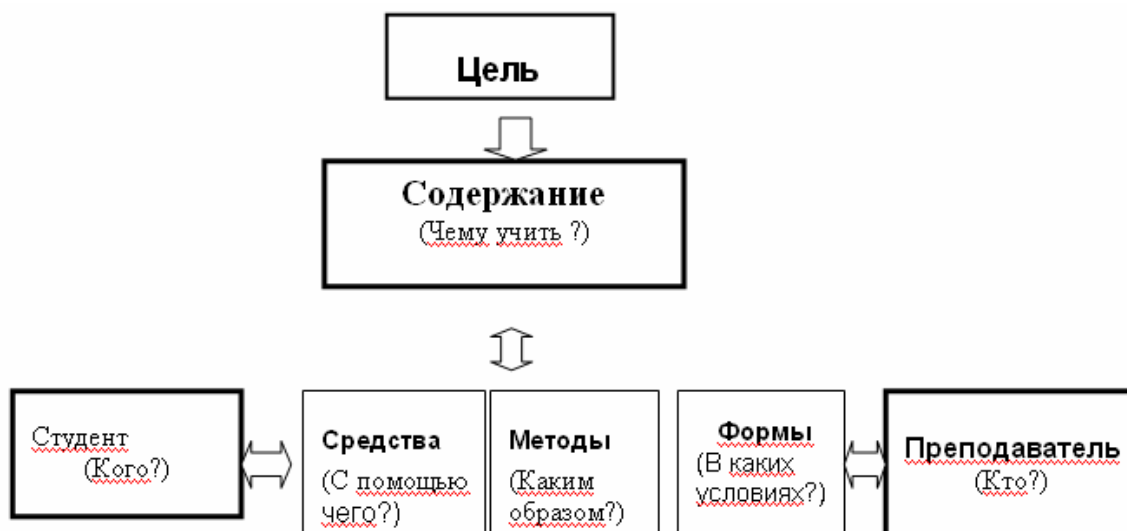 Цель
Содержание
(Чему учить ?)
Студент
(Кого?)
Средства
(С помощью
чего?)
Методы
(Каким
образом?)
Формы
(В каких
условиях?)
Преподаватель
(Кто?)